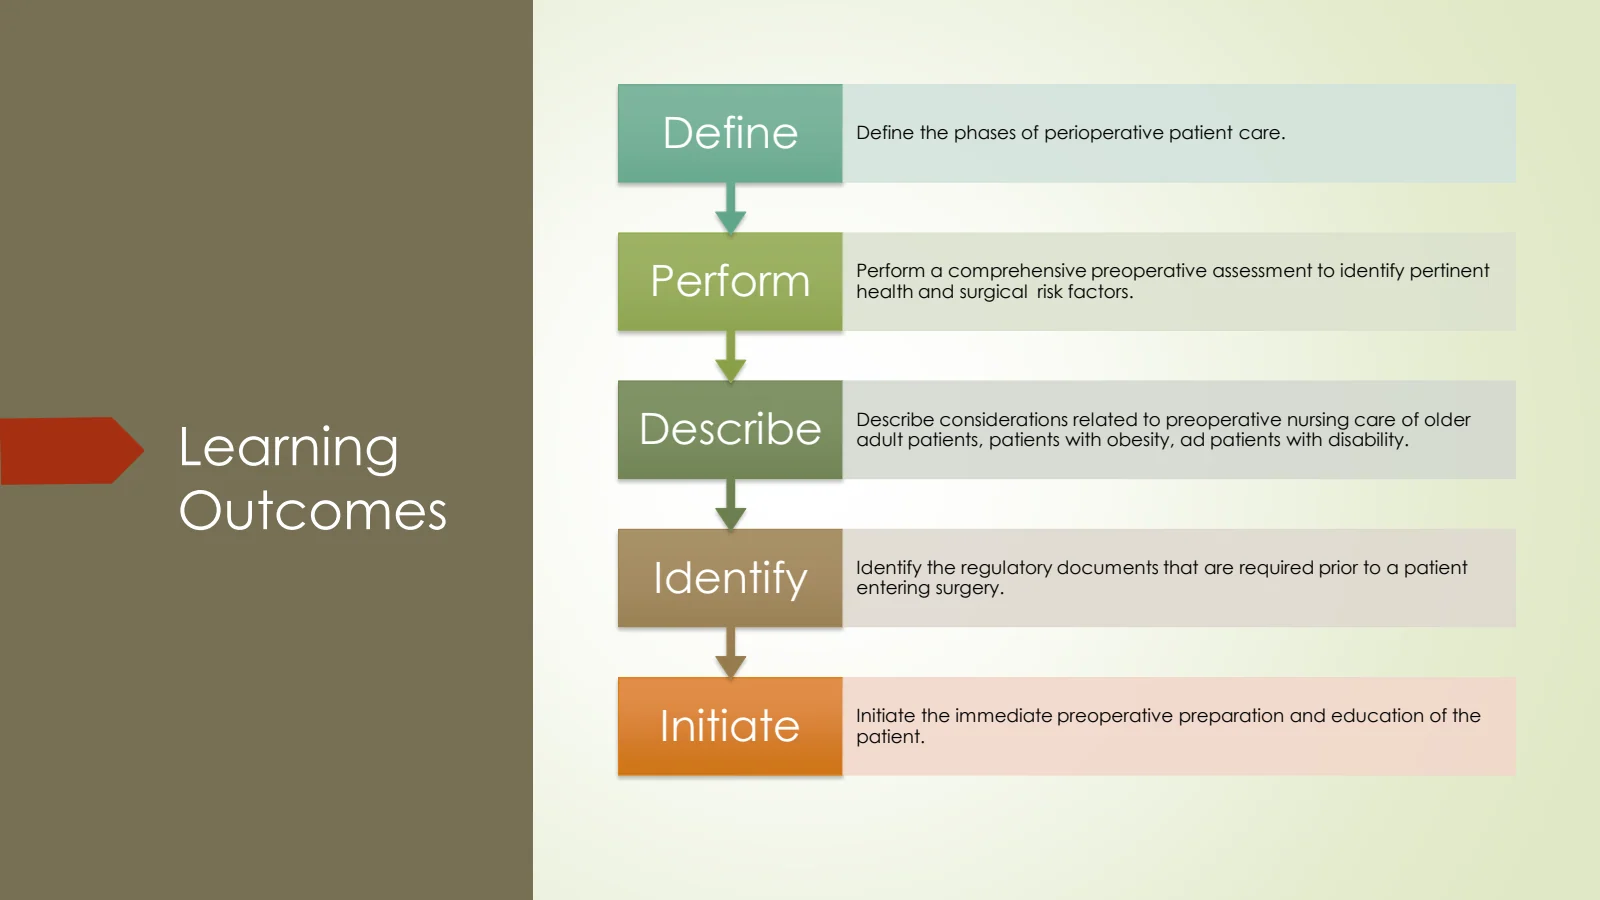 Learning
Outcomes
Define
Define the phases of perioperative patient care.
Perform
Perform a comprehensive preoperative assessment to identify pertinent
health and surgical  risk factors.
Describe
Describe considerations related to preoperative nursing care of older
adult patients, patients with obesity, ad patients with disability.
Identify
Identify the regulatory documents that are required prior to a patient
entering surgery.
Initiate
Initiate the immediate preoperative preparation and education of the
patient.